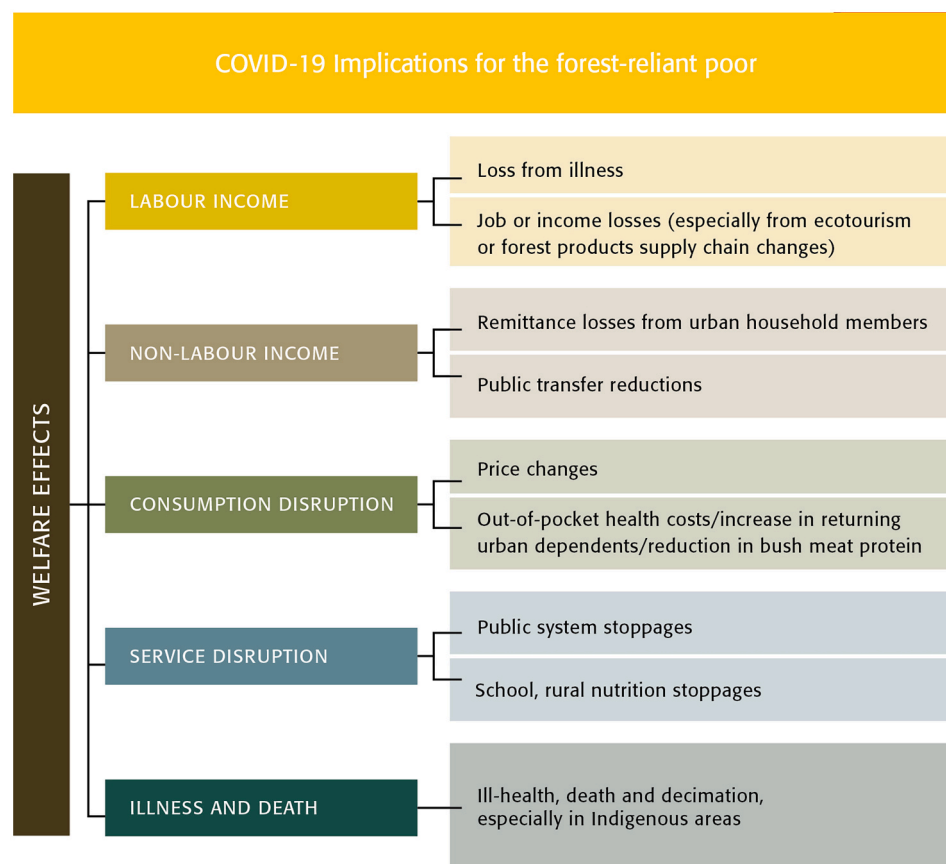 COVID-19 Implications for the forest-reliant poor
WELFARE EFFECTS
LABOUR INCOME
Loss from illness
Job or income losses (especially from ecotourism
or forest products supply chain changes)
NON-LABOUR INCOME
Remittance losses from urban household members
Public transfer reductions
CONSUMPTION DISRUPTION
Price changes
Out-of-pocket health costs/increase in returning
urban dependents/reduction in bush meat protein
SERVICE DISRUPTION
Public system stoppages
School, rural nutrition stoppages
ILLNESS AND DEATH
Ill-health, death and decimation,
especially in Indigenous areas